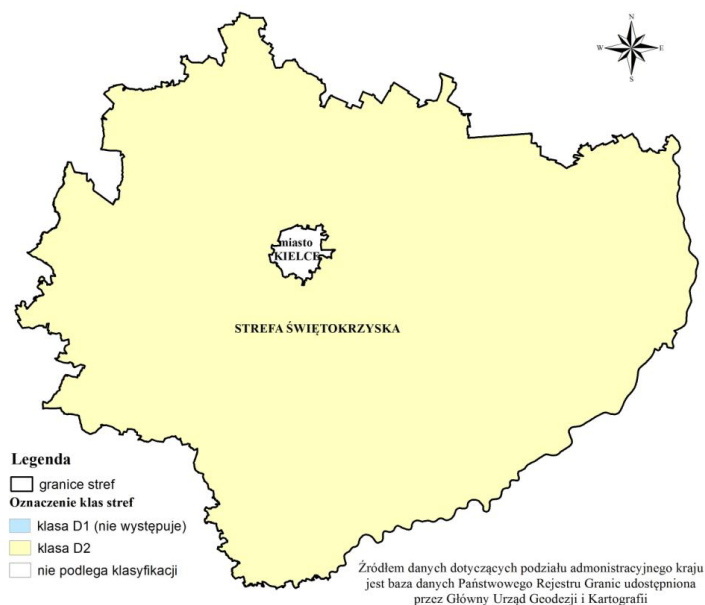 N
W E
S
miasto
KIELCE
STREFA ŚWIĘTOKRZYSKA
Legenda
granice stref
Oznaczenie klas stref
klasa D1 (nie występuje)
klasa D2
nie podlega klasyfikacji
Źródłem danych dotyczących podziału admonistracyjnego kraju
jest baza danych Państwowego Rejestru Granic udostępniona
przez Główny Urząd Geodezji i Kartografii